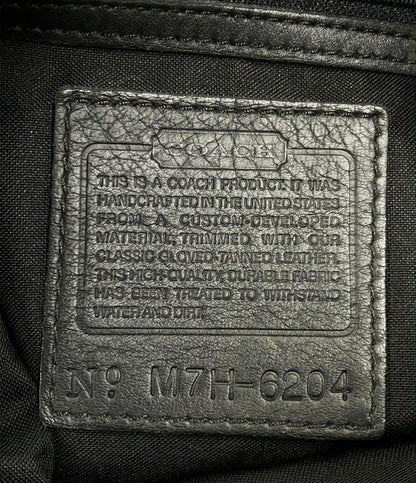 COACH
THIS IS A COACH PRODUCT. IT WAS
HANDCRAFTED IN THE UNITED STATES
FROM A CUSTOM-DEVELOPED
MATERIAL, TRIMMED WITH OUR
CLASSIC GLOVED-TANNED LEATHER.
THIS HIGH-QUALITY, DURABLE FABRIC
HAS BEEN TREATED TO WITHSTAND
WATER AND DIRT.
Nº M7H-6204